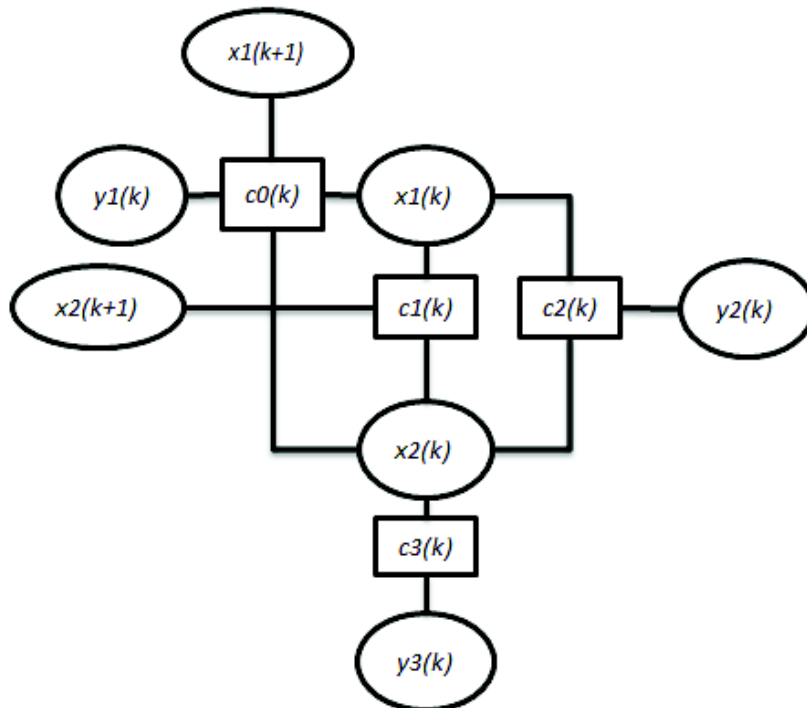 x1(k+1)
y1(k)
c0(k)
x1(k)
x2(k+1)
c1(k)
c2(k)
y2(k)
x2(k)
c3(k)
y3(k)